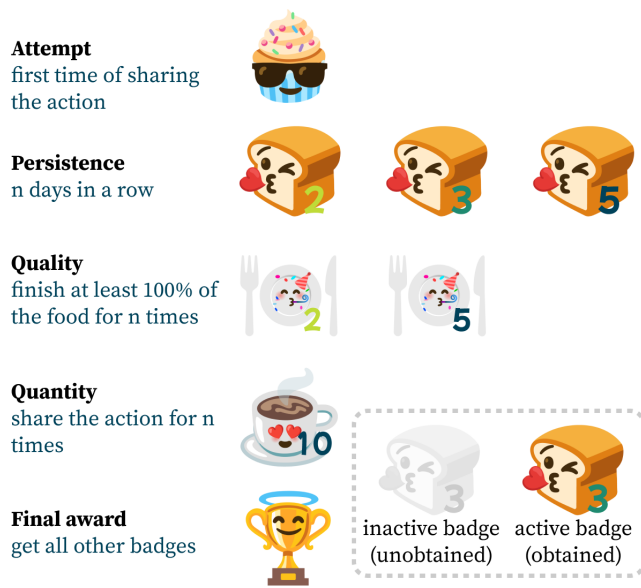 Attempt
first time of sharing
the action
Persistence
n days in a row
2
3
5
Quality
finish at least 100% of
the food for n times
2
5
Quantity
share the action for n
times
10
Final award
get all other badges
3
3
inactive badge
(unobtained)
active badge
(obtained)